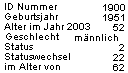 ID Nummer 1900
Geburtsjahr 1951
Alter im Jahr 2003 52
Geschlecht männlich
Status 2
Statuswechsel 22
im Alter von 62